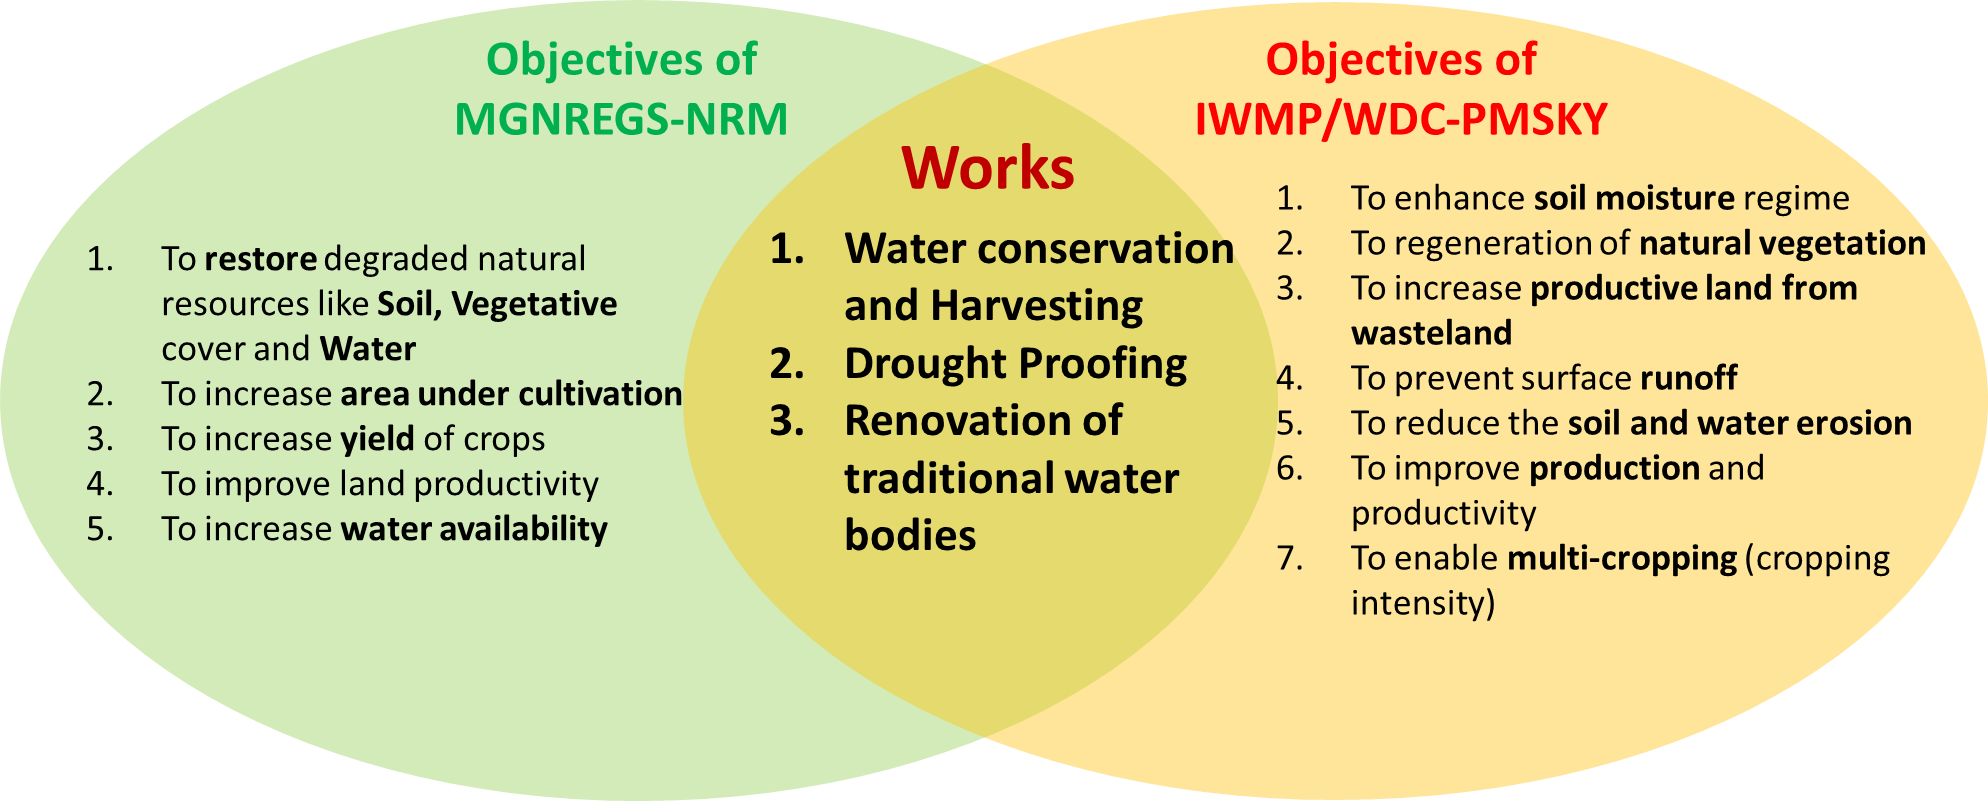 Objectives of
MGNREGS-NRM
1. To restore degraded natural
resources like Soil, Vegetative
cover and Water
2. To increase area under cultivation
3. To increase yield of crops
4. To improve land productivity
5. To increase water availability
Works
1. Water conservation
and Harvesting
2. Drought Proofing
3. Renovation of
traditional water
bodies
Objectives of
IWMP/WDC-PMSKY
1. To enhance soil moisture regime
2. To regeneration of natural vegetation
3. To increase productive land from
wasteland
4. To prevent surface runoff
5. To reduce the soil and water erosion
6. To improve production and
productivity
7. To enable multi-cropping (cropping
intensity)